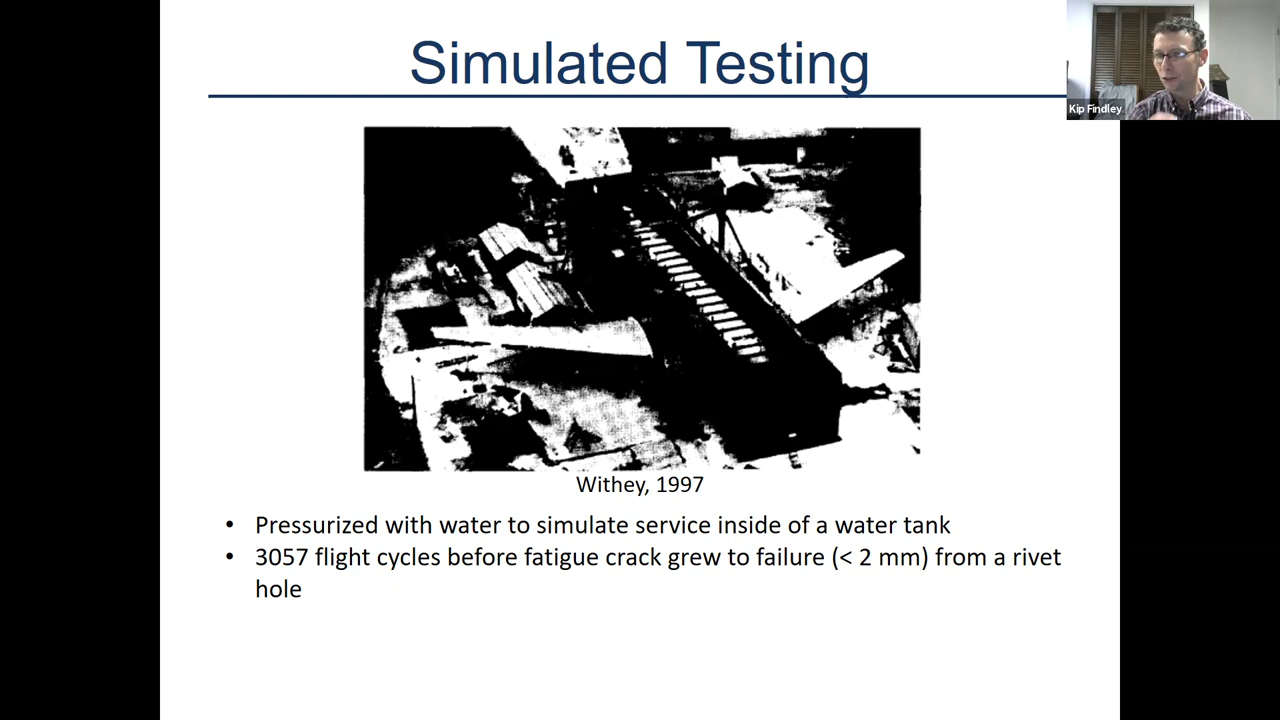 Simulated Testing
Kip Findley
Withey, 1997
• Pressurized with water to simulate service inside of a water tank
• 3057 flight cycles before fatigue crack grew to failure (< 2 mm) from a rivet
hole